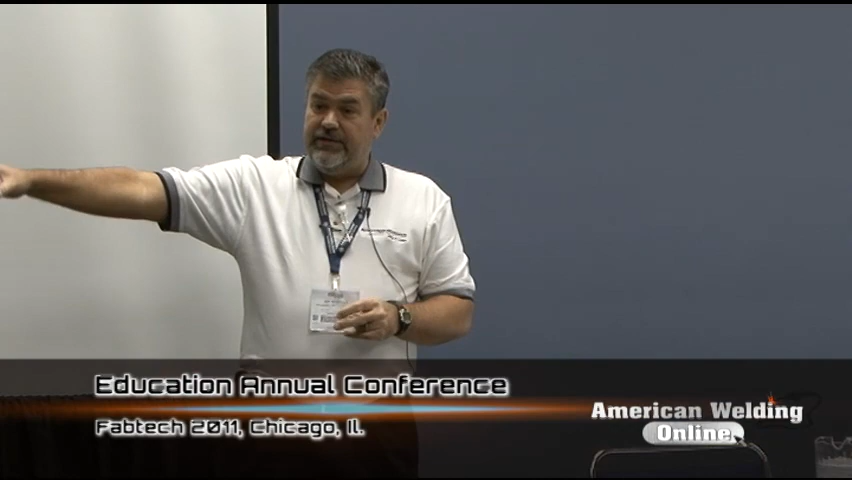 Education Annual Conference
Fabtech 2011, Chicago, Il.
American Welding
Online